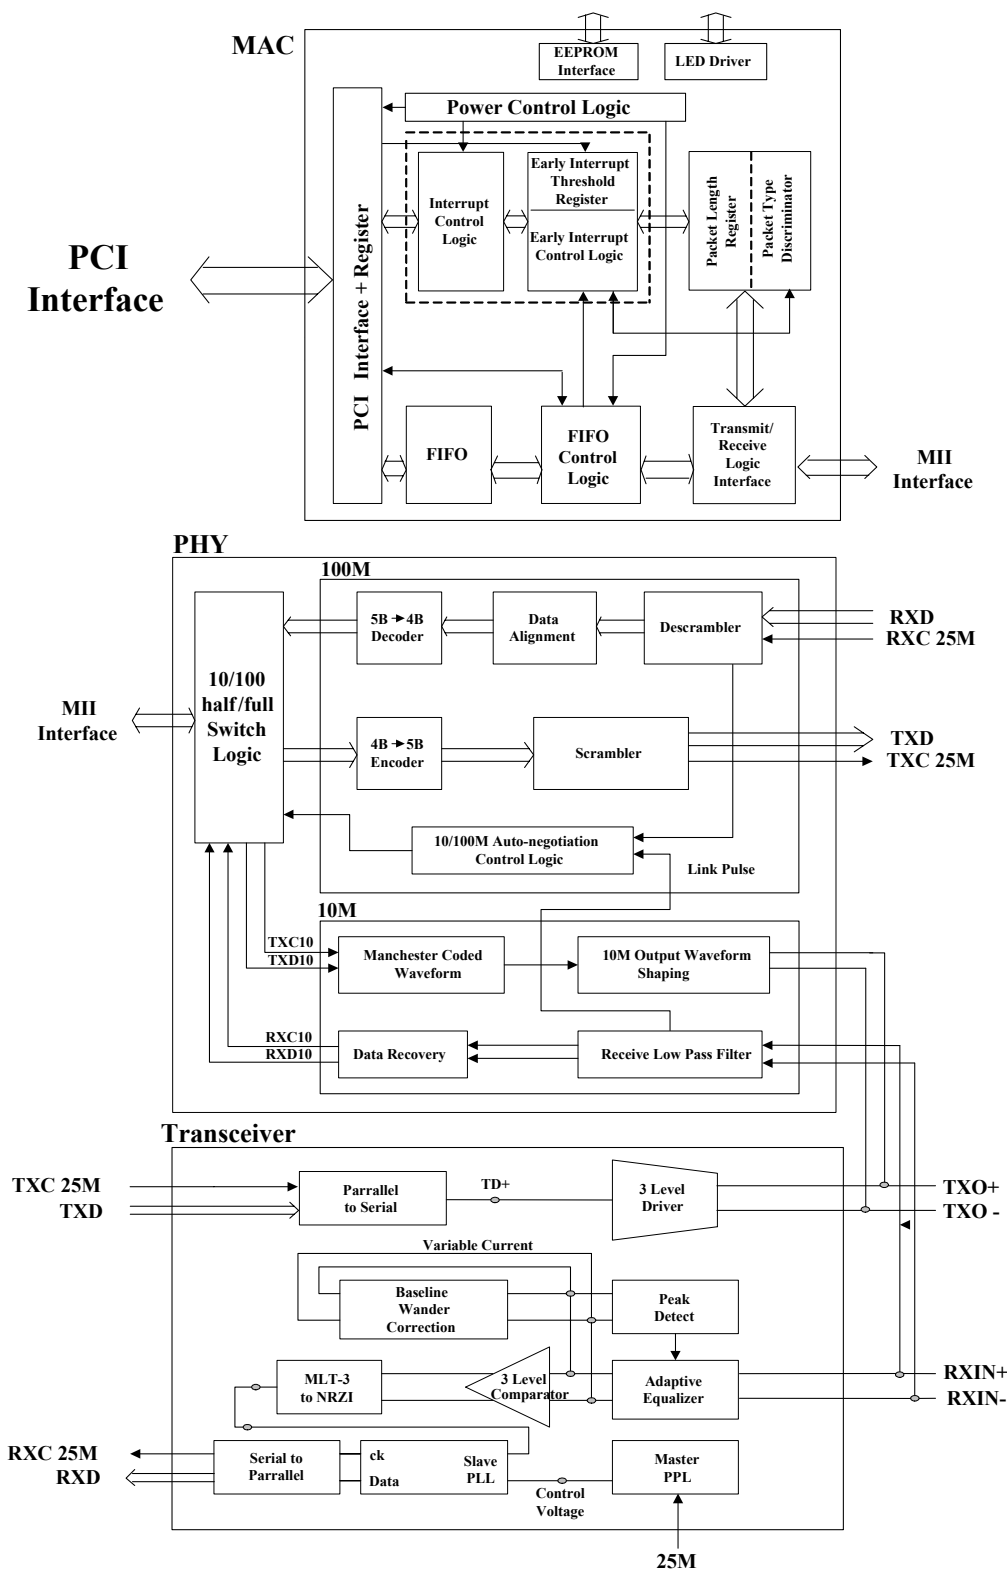 MAC
EEPROM
Interface
LED Driver
Power Control Logic
PCI Interface + Register
Interrupt
Control
Logic
Early Interrupt
Threshold
Register
Early Interrupt
Control Logic
Packet Length
Register
Packet Type
Discriminator
PCI
Interface
FIFO
FIFO
Control
Logic
Transmit/
Receive
Logic
Interface
MII
Interface
PHY
100M
5B 4B
Decoder
Data
Alignment
Descrambler
RXD
RXC 25M
10/100
half/full
Switch
Logic
MII
Interface
4B 5B
Encoder
Scrambler
TXD
TXC 25M
10/100M Auto-negotiation
Control Logic
Link Pulse
10M
TXC10
TXD10
Manchester Coded
Waveform
10M Output Waveform
Shaping
RXC10
RXD10
Data Recovery
Receive Low Pass Filter
Transceiver
TXC 25M
TXD
Parrallel
to Serial
TD+
3 Level
Driver
TXO+
TXO -
Variable Current
Baseline
Wander
Correction
Peak
Detect
MLT-3
to NRZI
3 Level
Comparator
Adaptive
Equalizer
RXIN+
RXIN-
RXC 25M
RXD
Serial to
Parrallel
ck
Data
Slave
PLL
Control
Voltage
Master
PPL
25M